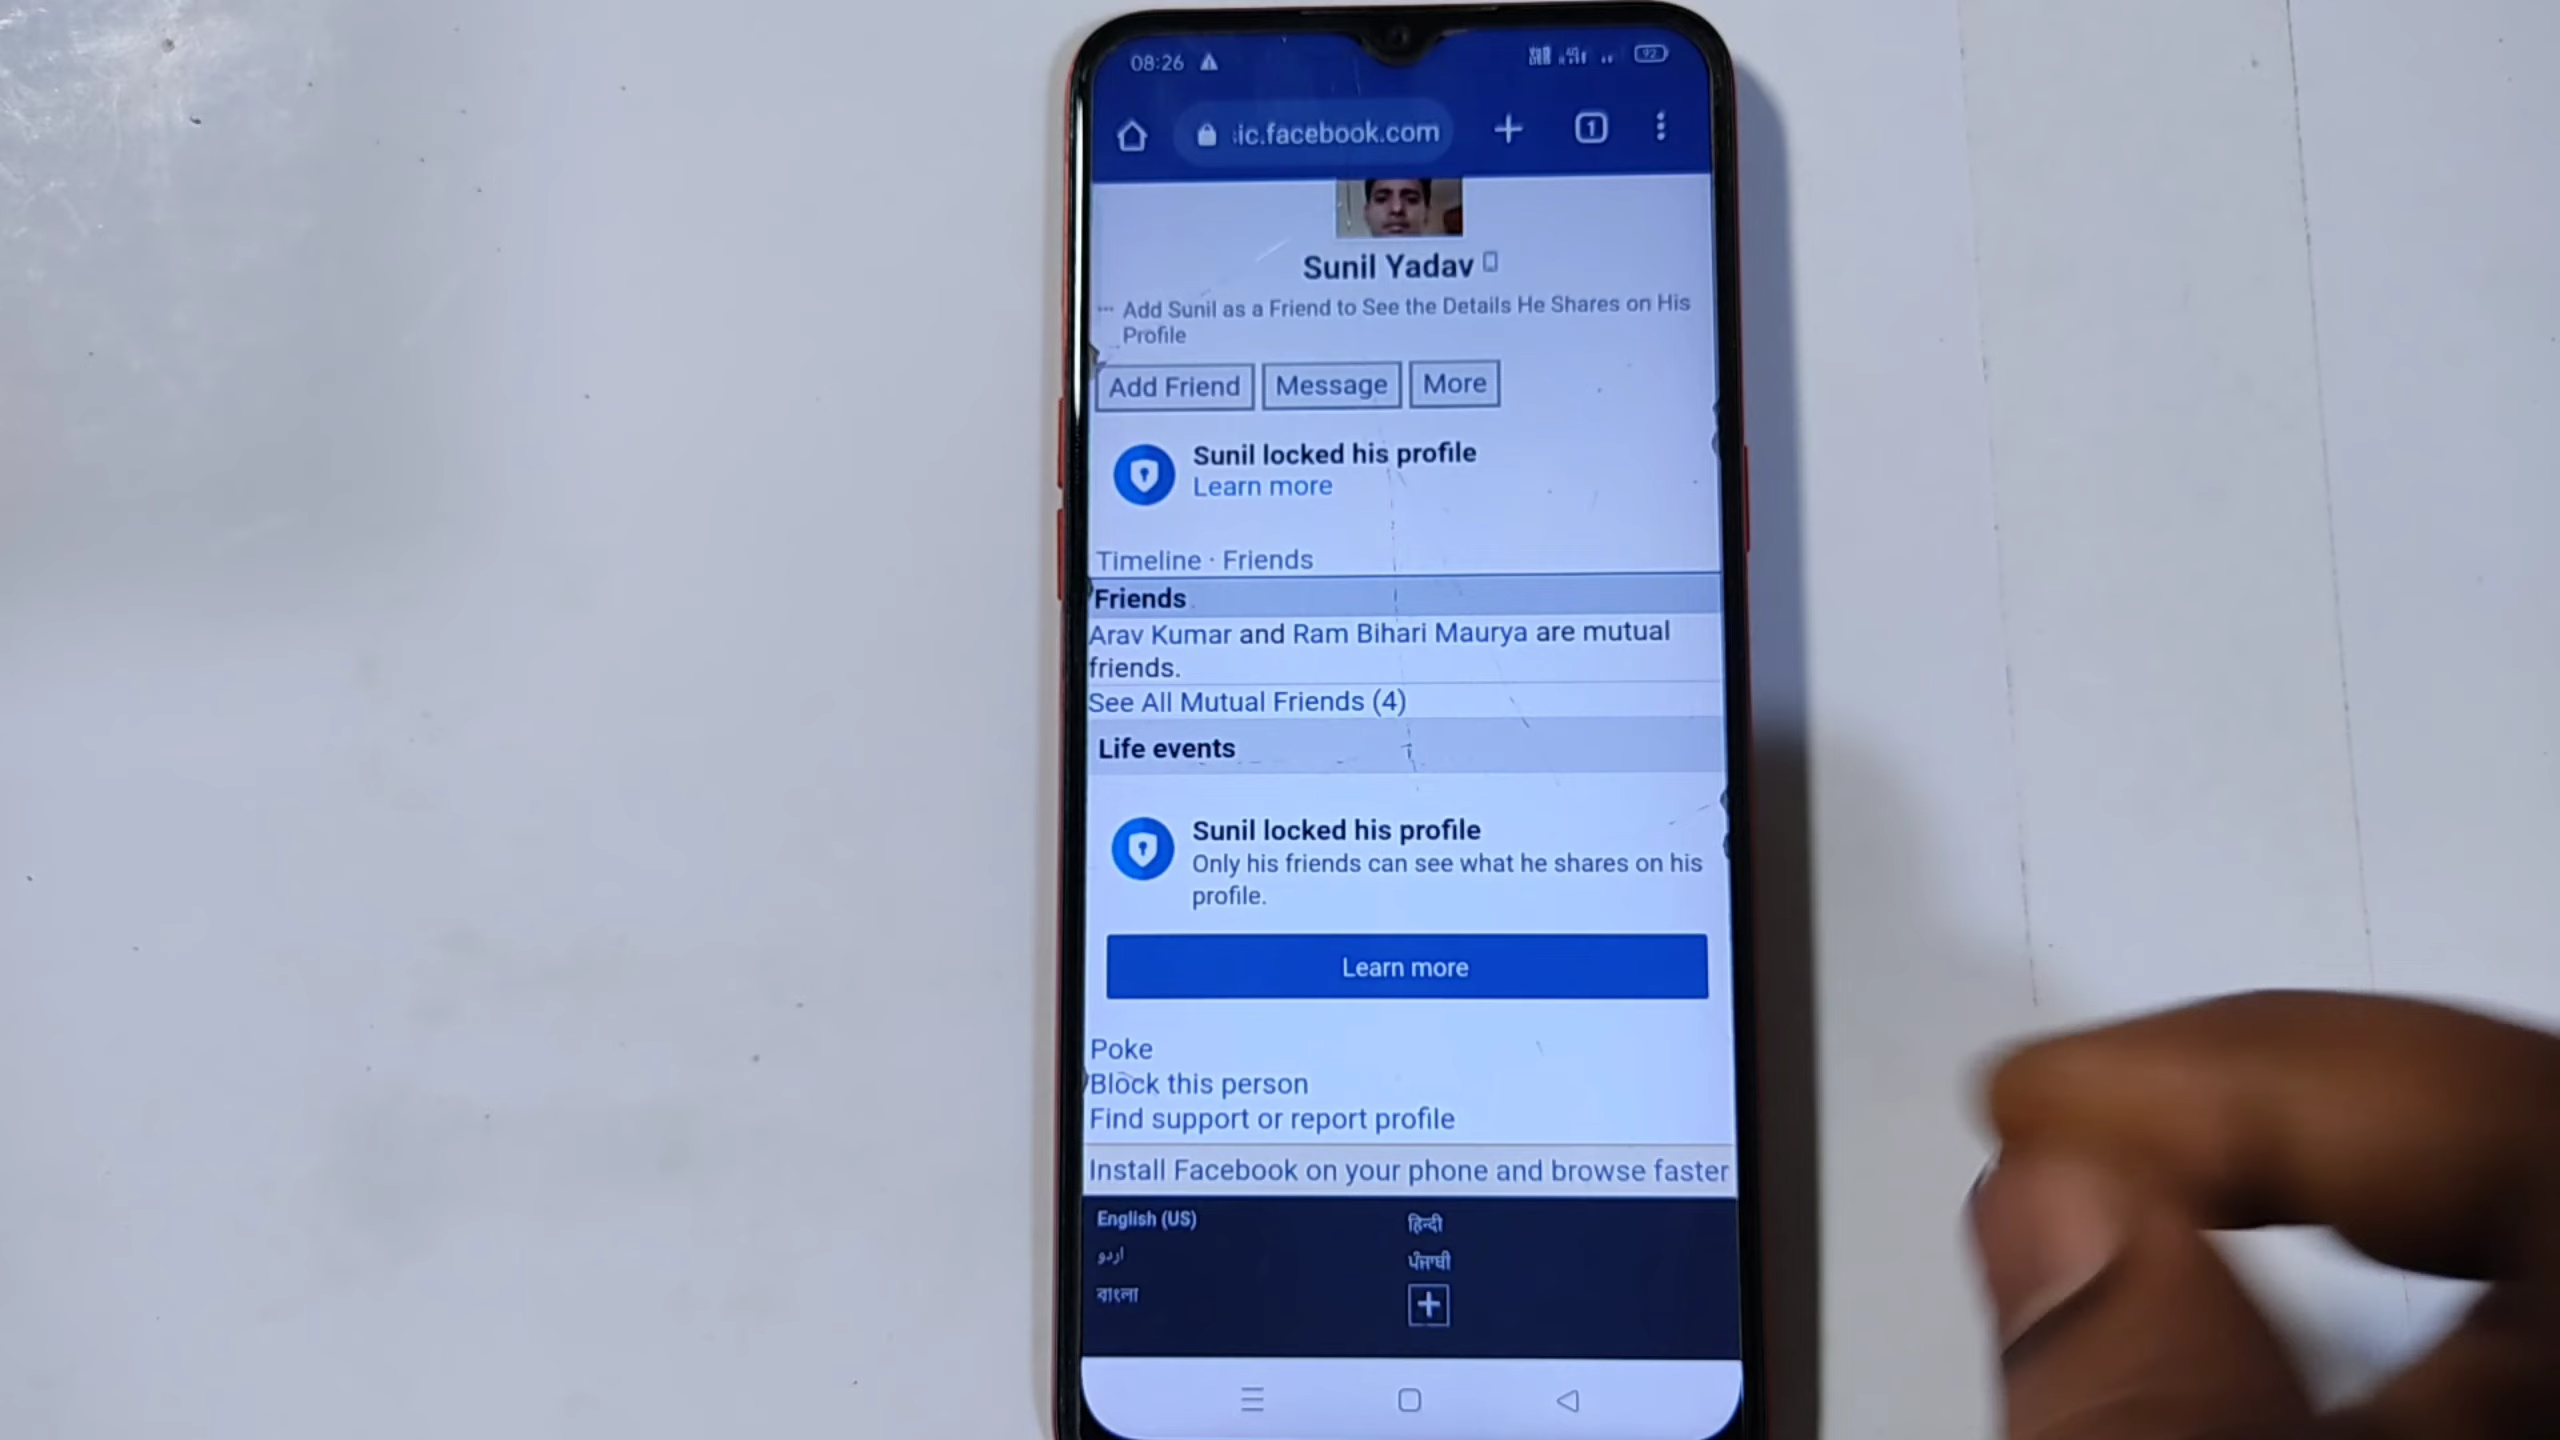 08:26 92
ic.facebook.com 1
Sunil Yadav
Add Sunil as a Friend to See the Details He Shares on His
Profile
Add Friend Message More
Sunil locked his profile
Learn more
Timeline · Friends
Friends
Arav Kumar and Ram Bihari Maurya are mutual
friends.
See All Mutual Friends (4)
Life events
Sunil locked his profile
Only his friends can see what he shares on his
profile.
Learn more
Poke
Block this person
Find support or report profile
Install Facebook on your phone and browse faster
English (US) हिन्दी
اردو ਪੰਜਾਬੀ
বাংলা